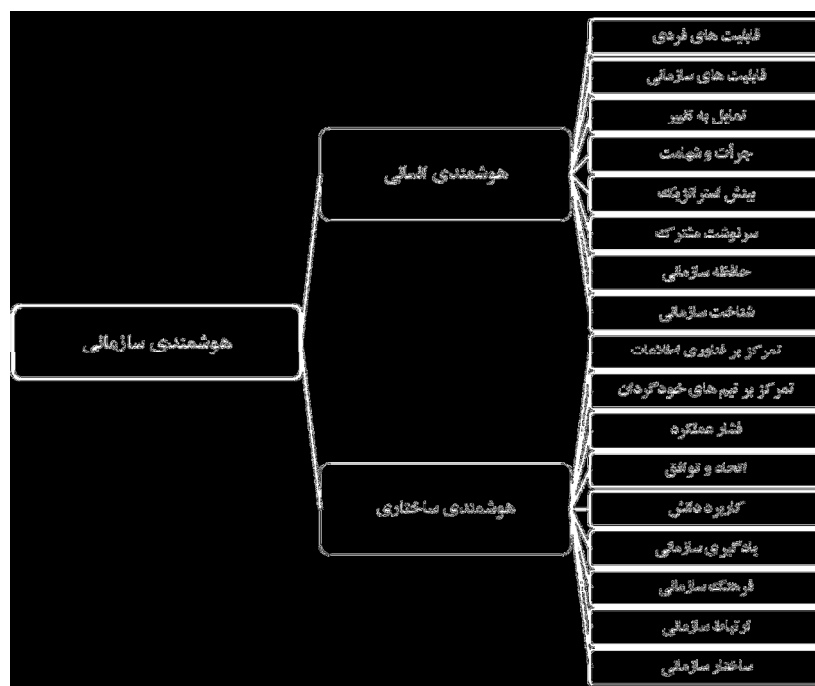 هوشمندی سازمانی
هوشمندی انسانی
قابلیت های فردی
قابلیت های سازمانی
تمایل به تغییر
جرأت و شهامت
بینش استراتژیک
سرنوشت مشترک
حافظه سازمانی
شناخت سازمانی
هوشمندی ساختاری
تمرکز بر فناوری اطلاعات
تمرکز بر تیم های خودگردان
فشار عملکرد
اتحاد و توافق
کاربرد دانش
یادگیری سازمانی
فرهنگ سازمانی
ارتباط سازمانی
ساختار سازمانی